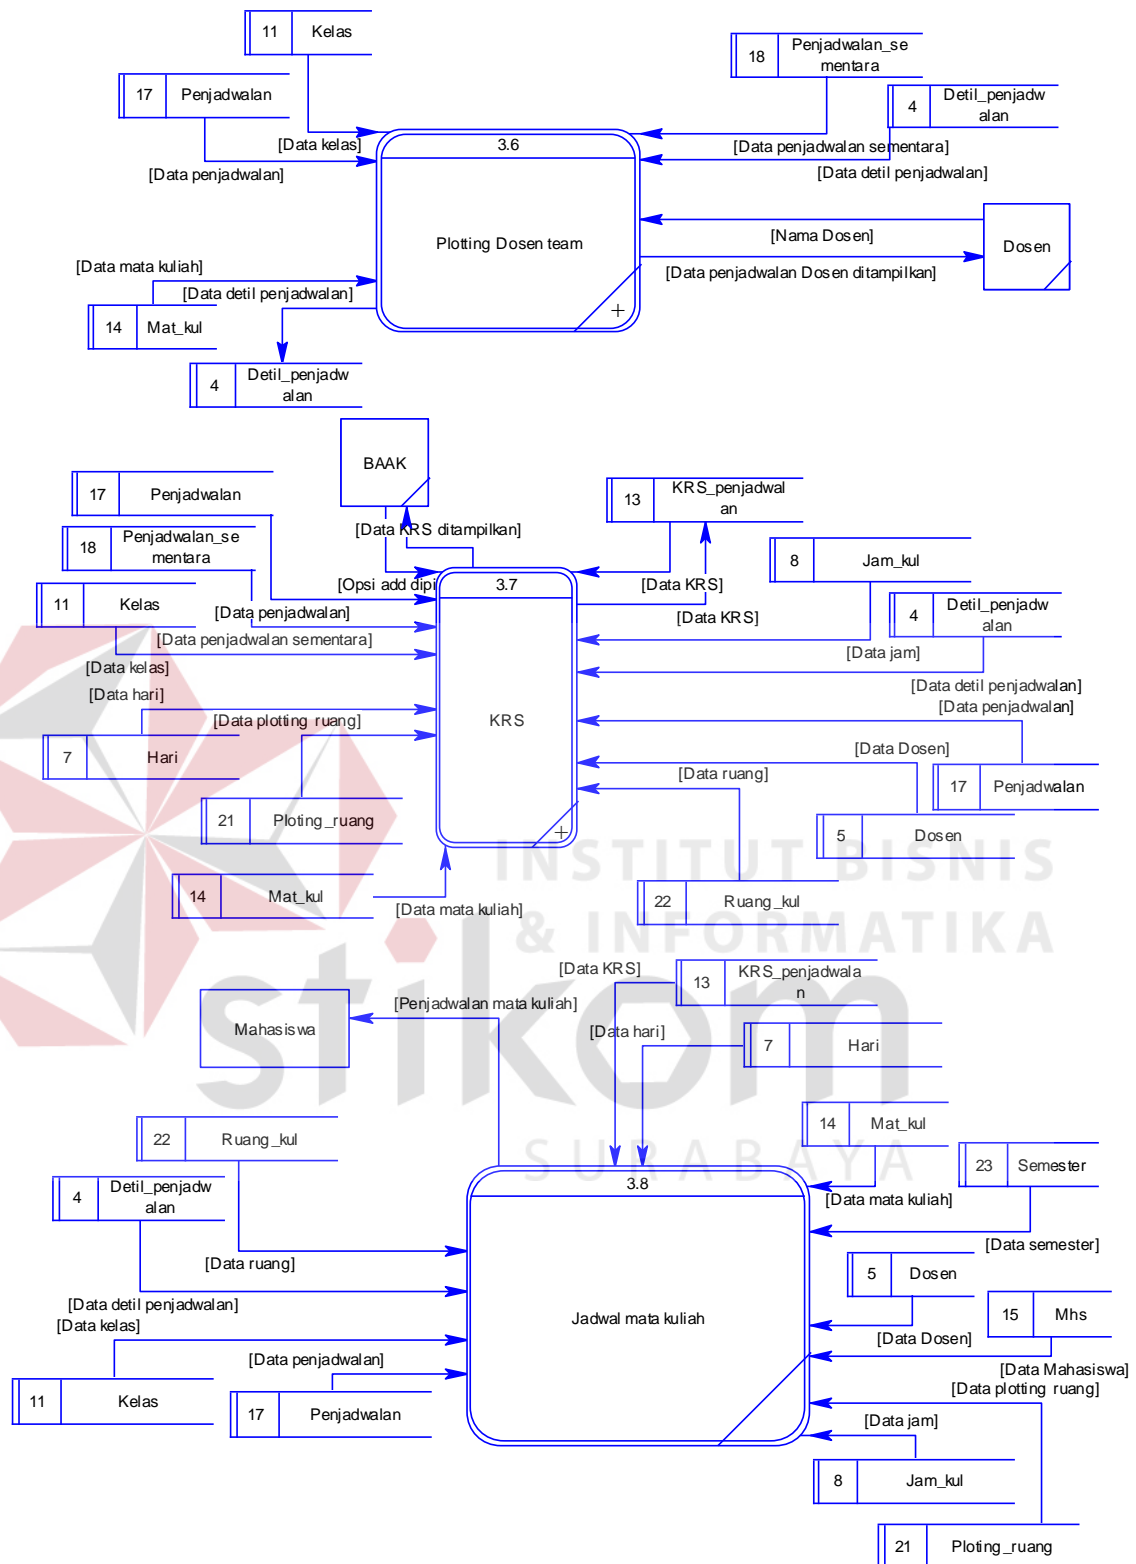 11 Kelas
18 Penjadwalan_se
mentara
17 Penjadwalan
4 Detil_penjadw
alan
[Data kelas]
3.6
[Data penjadwalan sementara]
[Data penjadwalan]
[Data detil penjadwalan]
[Nama Dosen]
Plotting Dosen team
Dosen
[Data mata kuliah]
[Data penjadwalan Dosen ditampilkan]
[Data detil penjadwalan]
14 Mat_kul
4 Detil_penjadw
alan
BAAK
17 Penjadwalan
13 KRS_penjadwal
an
[Data KRS ditampilkan]
18 Penjadwalan_se
mentara
8 Jam_kul
[Opsi add dipi
3.7
[Data KRS]
11 Kelas
[Data penjadwalan]
[Data KRS]
4 Detil_penjadw
alan
[Data penjadwalan sementara]
[Data jam]
[Data kelas]
[Data detil penjadwalan]
[Data hari]
[Data penjadwalan]
[Data plotting ruang]
KRS
7 Hari
[Data Dosen]
[Data ruang]
17 Penjadwalan
21 Ploting_ruang
5 Dosen
14 Mat_kul
[Data mata kuliah]
22 Ruang_kul
INSTITUT BISNIS
& INFORMATIKA
stikom
SURABAYA
[Data KRS]
13 KRS_penjadwala
n
[Penjadwalan mata kuliah]
Mahasiswa
[Data hari]
7 Hari
14 Mat_kul
22 Ruang_kul
23 Semester
4 Detil_penjadw
alan
3.8
[Data mata kuliah]
[Data semester]
[Data ruang]
5 Dosen
[Data detil penjadwalan]
15 Mhs
[Data kelas]
Jadwal mata kuliah
[Data Dosen]
[Data penjadwalan]
[Data Mahasiswa]
[Data plotting ruang]
11 Kelas
17 Penjadwalan
[Data jam]
8 Jam_kul
21 Ploting_ruang